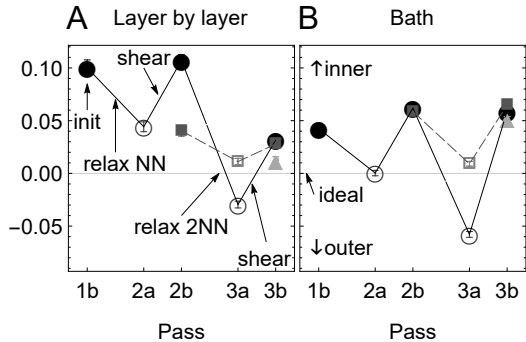 A Layer by layer
B Bath
0.10
0.05
0.00
−0.05
shear
init
relax NN
relax 2NN
shear
↑inner
ideal
↓outer
1b 2a 2b 3a 3b
1b 2a 2b 3a 3b
Pass
Pass